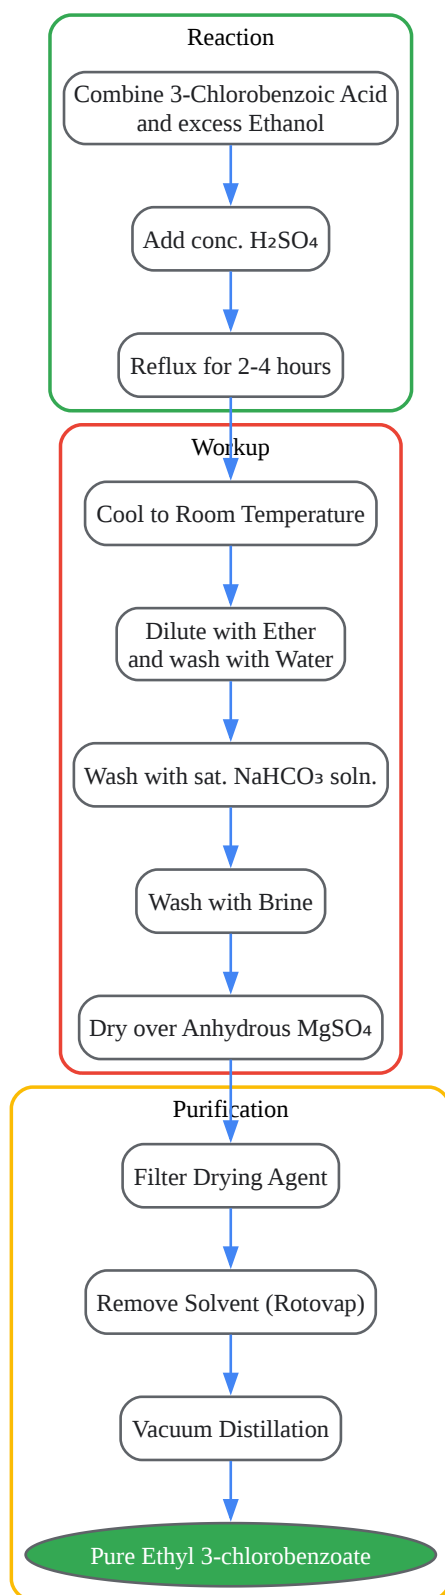 Reaction
Combine 3-Chlorobenzoic Acid
and excess Ethanol
Add conc. H₂SO₄
Reflux for 2-4 hours
Workup
Cool to Room Temperature
Dilute with Ether
and wash with Water
Wash with sat. NaHCO₃ soln.
Wash with Brine
Dry over Anhydrous MgSO₄
Purification
Filter Drying Agent
Remove Solvent (Rotovap)
Vacuum Distillation
Pure Ethyl 3-chlorobenzoate